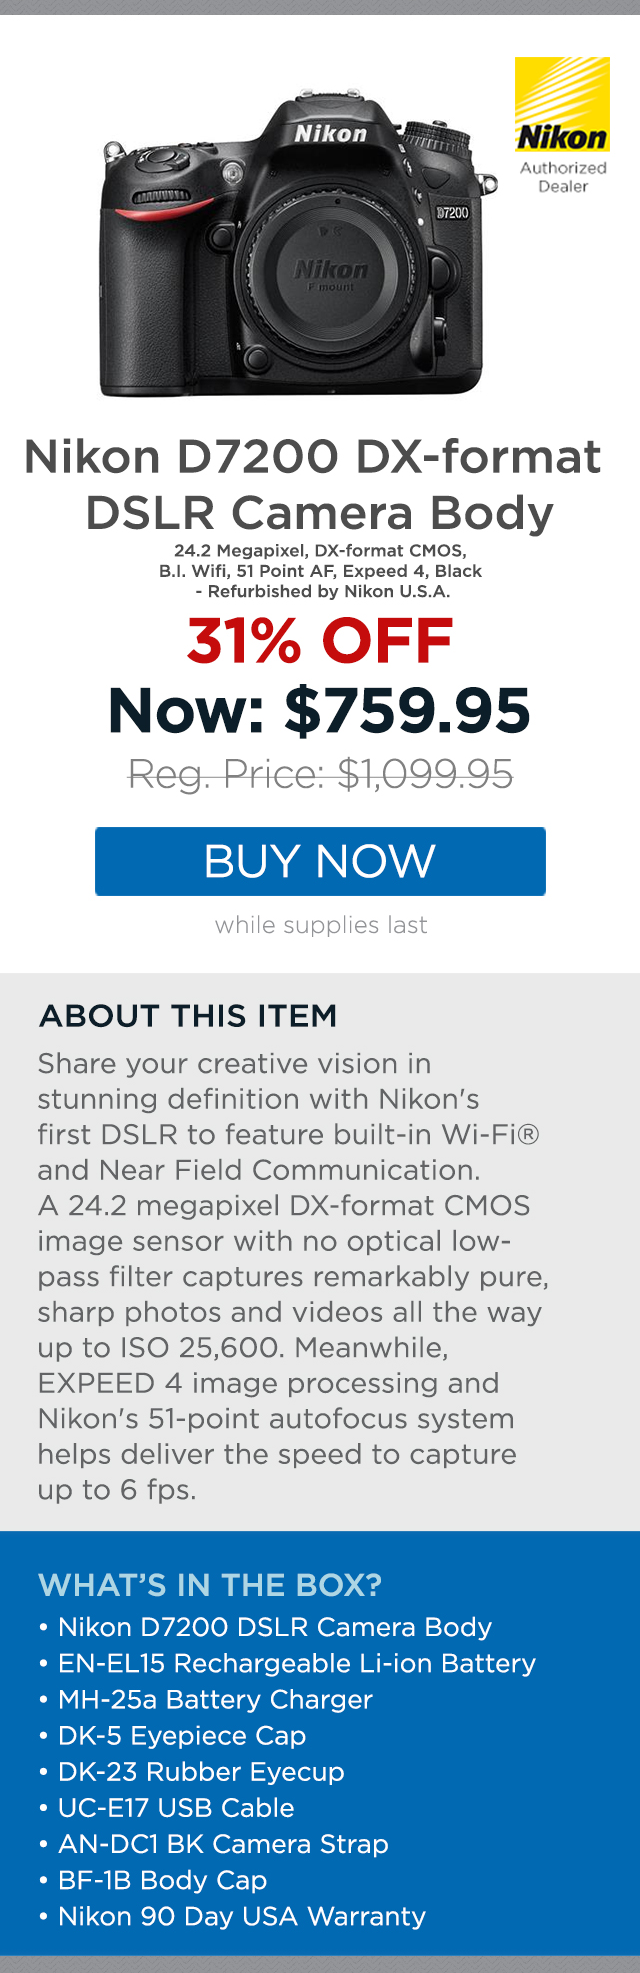 Nikon
D7200
Nikon
F mount
Nikon
Authorized
Dealer
Nikon D7200 DX-format
DSLR Camera Body
24.2 Megapixel, DX-format CMOS,
B.I. Wifi, 51 Point AF, Expeed 4, Black
- Refurbished by Nikon U.S.A.
31% OFF
Now: $759.95
Reg. Price: $1,099.95
BUY NOW
while supplies last
ABOUT THIS ITEM
Share your creative vision in
stunning definition with Nikon's
first DSLR to feature built-in Wi-Fi®
and Near Field Communication.
A 24.2 megapixel DX-format CMOS
image sensor with no optical low-
pass filter captures remarkably pure,
sharp photos and videos all the way
up to ISO 25,600. Meanwhile,
EXPEED 4 image processing and
Nikon's 51-point autofocus system
helps deliver the speed to capture
up to 6 fps.
WHAT'S IN THE BOX?
• Nikon D7200 DSLR Camera Body
• EN-EL15 Rechargeable Li-ion Battery
• MH-25a Battery Charger
• DK-5 Eyepiece Cap
• DK-23 Rubber Eyecup
• UC-E17 USB Cable
• AN-DC1 BK Camera Strap
• BF-1B Body Cap
• Nikon 90 Day USA Warranty